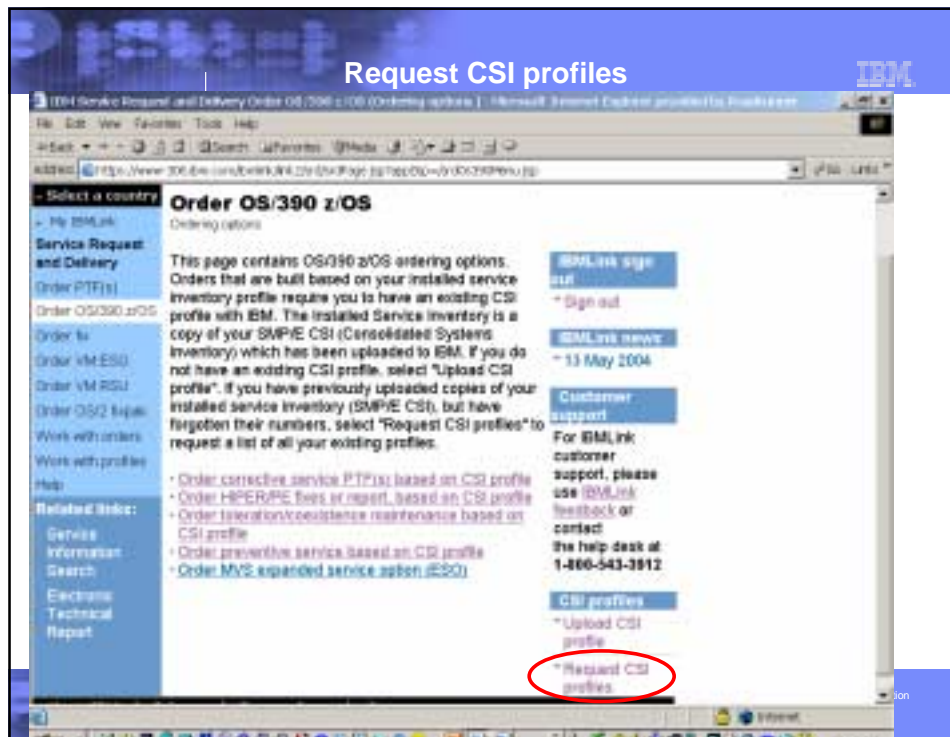 Request CSI profiles
IBM
File Edit View Favorites Tools Help
Back Search Favorites Media
Address
Links
- Select a country
My IBMLink
Service Request
and Delivery
Order PTF(s)
Order OS/390 z/OS
Order fix
Order VM ESO
Order VM RSU
Order OS/2 fixpak
Work with orders
Work with profiles
Help
Related links:
Service
Information
Search
Electronic
Technical
Report
Order OS/390 z/OS
Ordering options
This page contains OS/390 z/OS ordering options.
Orders that are built based on your installed service
inventory profile require you to have an existing CSI
profile with IBM. The Installed Service Inventory is a
copy of your SMP/E CSI (Consolidated Systems
Inventory) which has been uploaded to IBM. If you do
not have an existing CSI profile, select "Upload CSI
profile". If you have previously uploaded copies of your
installed service inventory (SMP/E CSI), but have
forgotten their numbers, select "Request CSI profiles" to
request a list of all your existing profiles.
· Order corrective service PTF(s) based on CSI profile
· Order HIPER/PE fixes or report, based on CSI profile
· Order toleration/coexistence maintenance based on
CSI profile
· Order preventive service based on CSI profile
· Order MVS expanded service option (ESO)
IBMLink sign
out
Sign out
IBMLink news
13 May 2004
Customer
support
For IBMLink
customer
support, please
use IBMLink
feedback or
contact
the help desk at
1-800-543-3912
CSI profiles
Upload CSI
profile
Request CSI
profiles
tion
Internet